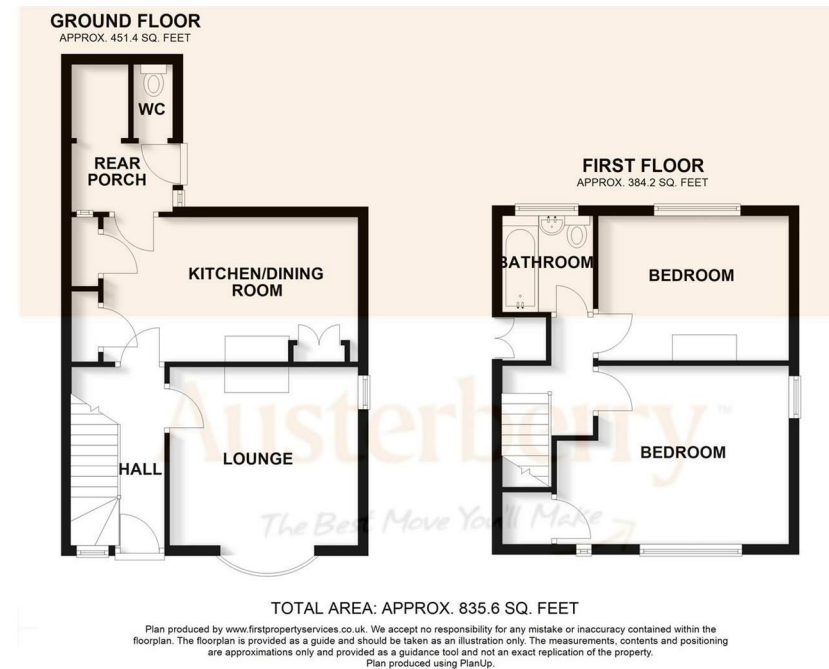 GROUND FLOOR
APPROX. 451.4 SQ. FEET
WC
REAR
PORCH
KITCHEN/DINING
ROOM
HALL
LOUNGE
FIRST FLOOR
APPROX. 384.2 SQ. FEET
BATHROOM
BEDROOM
BEDROOM
Austerberry™
The Best Move You'll Make
TOTAL AREA: APPROX. 835.6 SQ. FEET
Plan produced by www.firstpropertyservices.co.uk. We accept no responsibility for any mistake or inaccuracy contained within the
floorplan. The floorplan is provided as a guide and should be taken as an illustration only. The measurements, contents and positioning
are approximations only and provided as a guidance tool and not an exact replication of the property.
Plan produced using PlanUp.